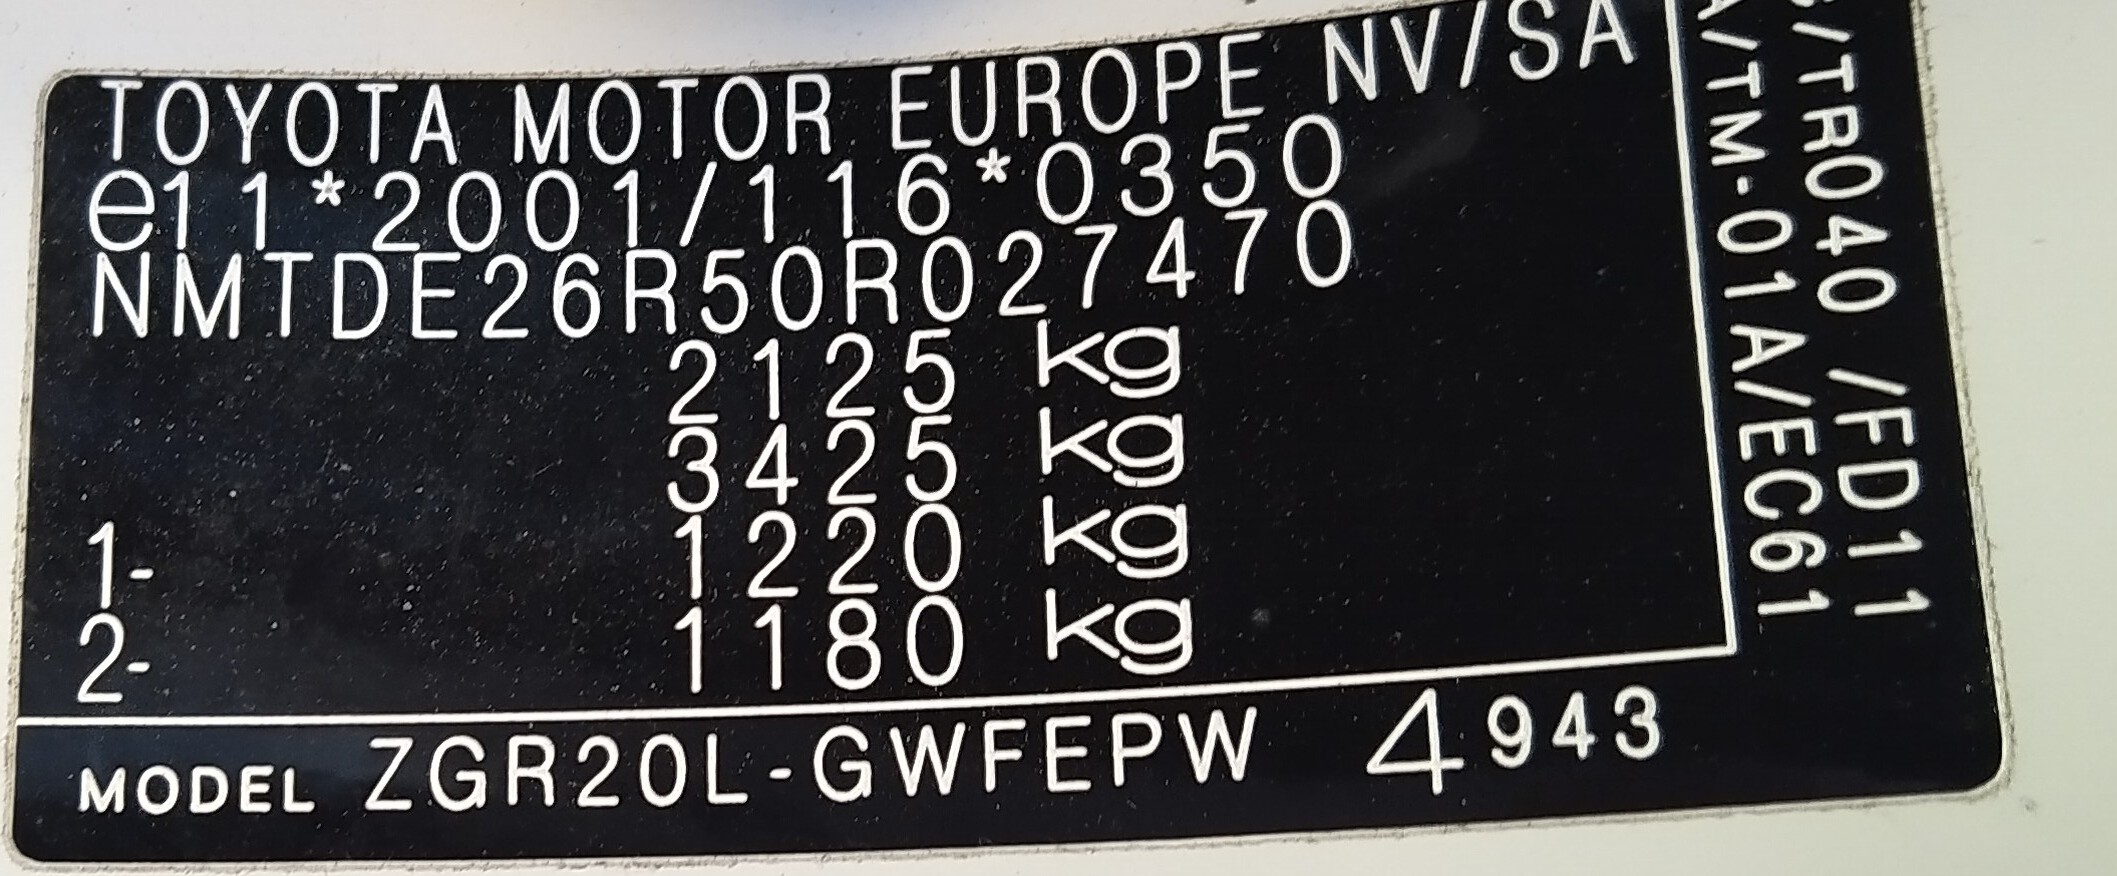 TOYOTA MOTOR EUROPE NV/SA
e11*2001/116*0350
NMTDE26R50R027470
2125 kg
3425 kg
1- 1220 kg
2- 1180 kg
MODEL ZGR20L-GWFEPW 4943
/TR040 /FD11
A/TM-01A/EC61